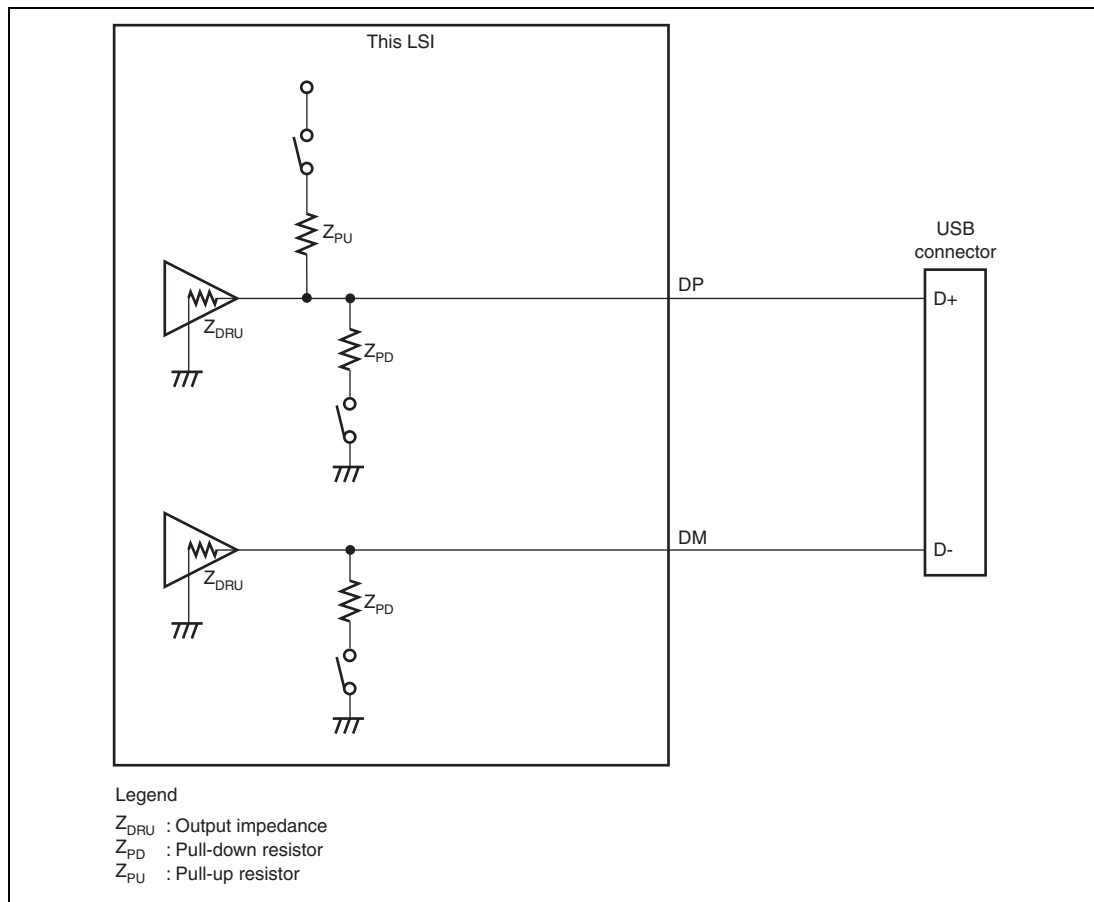 This LSI
Z_PU
USB
connector
DP
D+
Z_DRU
Z_PD
DM
D-
Z_DRU
Z_PD
Legend
Z_DRU : Output impedance
Z_PD : Pull-down resistor
Z_PU : Pull-up resistor